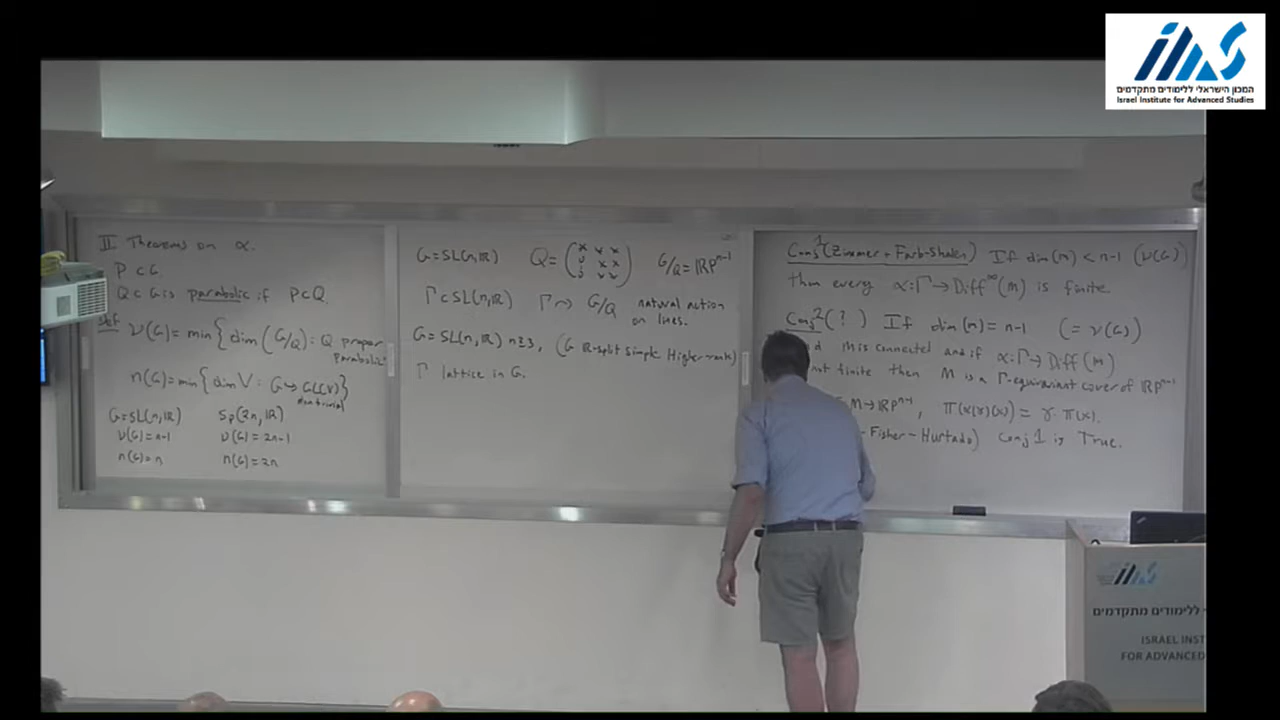 II Theorems on α.
P ⊂ G.
Q ⊂ G is parabolic if P ⊂ Q.
Def ν(G) = min{dim(G/Q) : Q proper parabolic}
n(G) = min{dim V : G ↪ GL(V) nontrivial}
G = SL(n,ℝ) Sp(2n,ℝ)
ν(G) = n-1 ν(G) = 2n-1
n(G) = n n(G) = 2n
G = SL(n,ℝ) Q = G/Q = ℝP^{n-1}
Γ ⊂ SL(n,ℝ) Γ ↷ G/Q natural action on lines.
G = SL(n,ℝ) n≥3, (G ℝ-split simple Higher-rank)
Γ lattice in G.
Conj 1 (Zimmer + Farb-Shalen) If dim(M) < n-1 (ν(G))
then every α: Γ → Diff^∞(M) is finite
Conj 2 (?) If dim(M) = n-1 (= ν(G))
M is connected and if α: Γ → Diff(M)
not finite then M is a Γ-equivariant cover of ℝP^{n-1}
M → ℝP^{n-1}, π(α(γ)(x)) = γ·π(x).
-Fisher-Hurtado) Conj 1 is True.
המכון הישראלי ללימודים מתקדמים
Israel Institute for Advanced Studies
ללימודים מתקדמים
ISRAEL INST
FOR ADVANCED